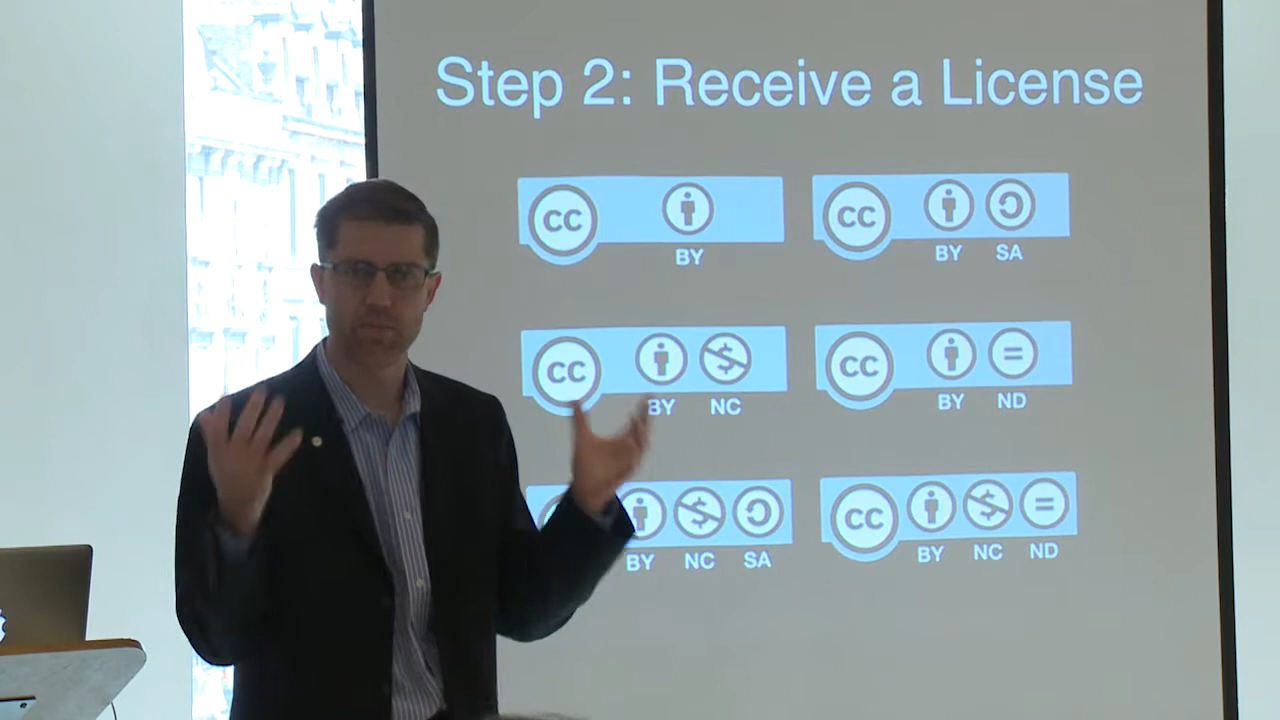 Step 2: Receive a License
CC BY
CC BY SA
CC BY NC
CC BY ND
BY NC SA
CC BY NC ND